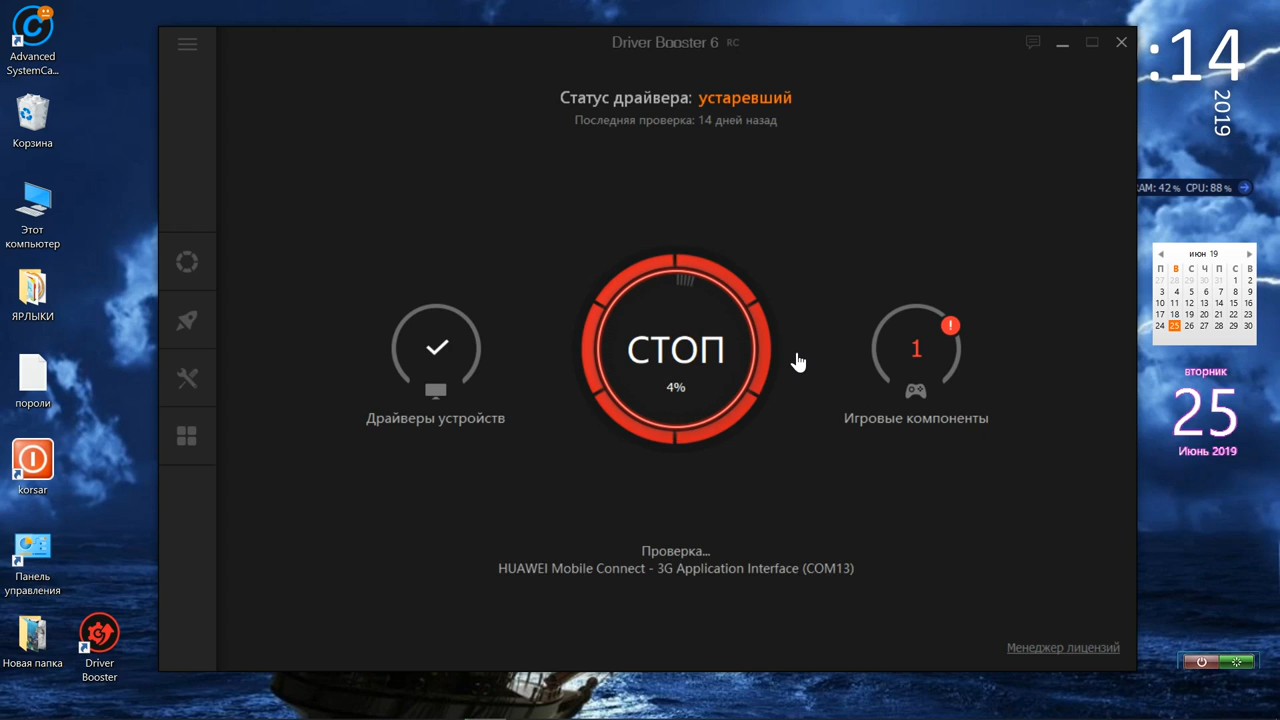 Advanced
SystemCa...
Корзина
Этот
компьютер
ЯРЛЫКИ
пороли
korsar
Панель
управления
Новая папка
Driver
Booster
Driver Booster 6 RC
Статус драйвера: устаревший
Последняя проверка: 14 дней назад
СТОП
4%
Драйверы устройств
1
!
Игровые компоненты
Проверка...
HUAWEI Mobile Connect - 3G Application Interface (COM13)
Менеджер лицензий
:14
2019
RAM: 42% CPU: 88%
июн 19
П В С Ч П С В
27 28 29 30 31 1 2
3 4 5 6 7 8 9
10 11 12 13 14 15 16
17 18 19 20 21 22 23
24 25 26 27 28 29 30
вторник
25
Июнь 2019